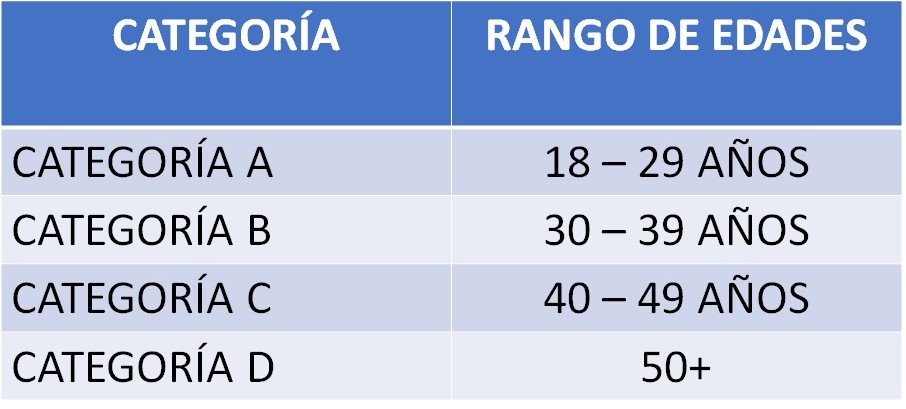 CATEGORÍA RANGO DE EDADES
CATEGORÍA A 18 – 29 AÑOS
CATEGORÍA B 30 – 39 AÑOS
CATEGORÍA C 40 – 49 AÑOS
CATEGORÍA D 50+